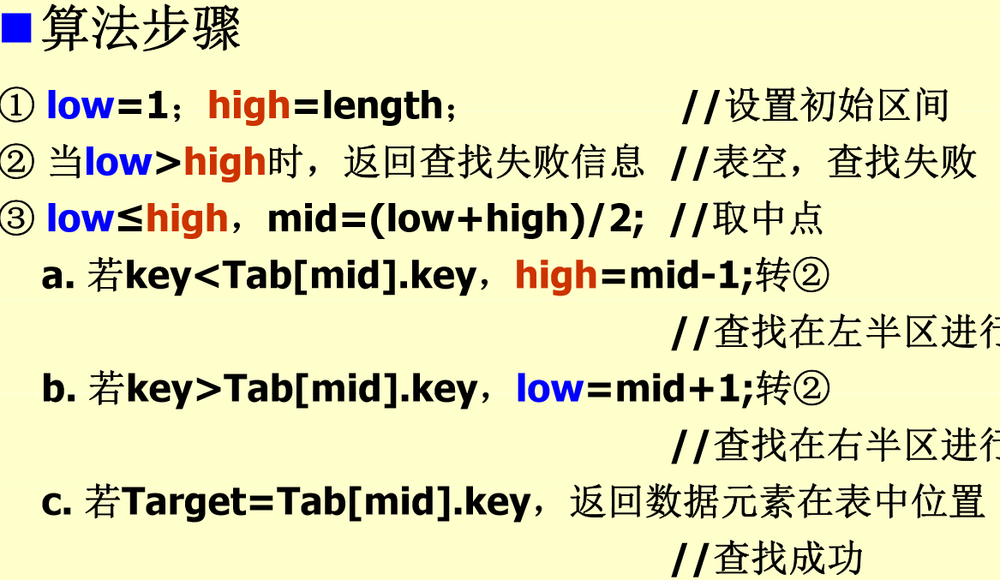 算法步骤
① low=1；high=length； //设置初始区间
② 当low>high时，返回查找失败信息 //表空，查找失败
③ low≤high，mid=(low+high)/2; //取中点
a. 若key<Tab[mid].key，high=mid-1;转②
//查找在左半区进行
b. 若key>Tab[mid].key，low=mid+1;转②
//查找在右半区进行
c. 若Target=Tab[mid].key，返回数据元素在表中位置
//查找成功